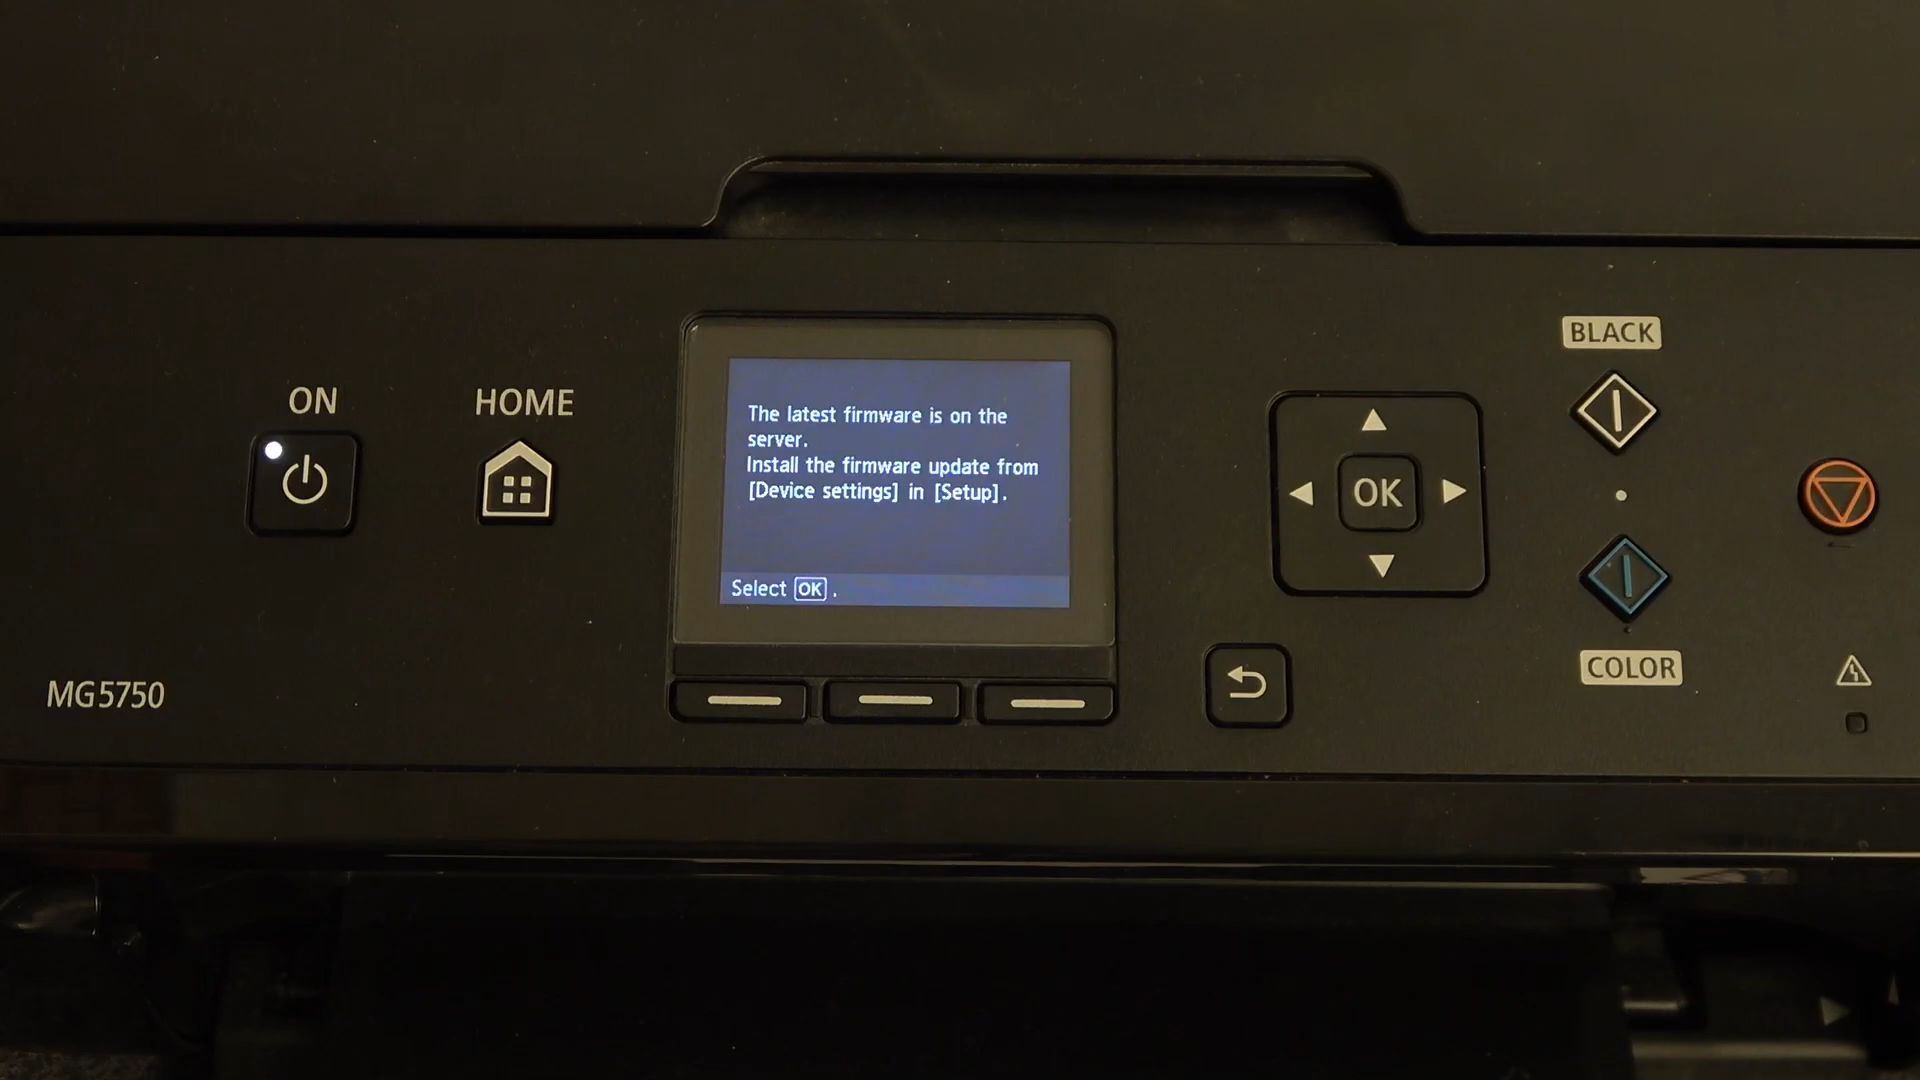 BLACK
ON
HOME
The latest firmware is on the
server.
Install the firmware update from
[Device settings] in [Setup].
Select OK .
OK
COLOR
MG5750